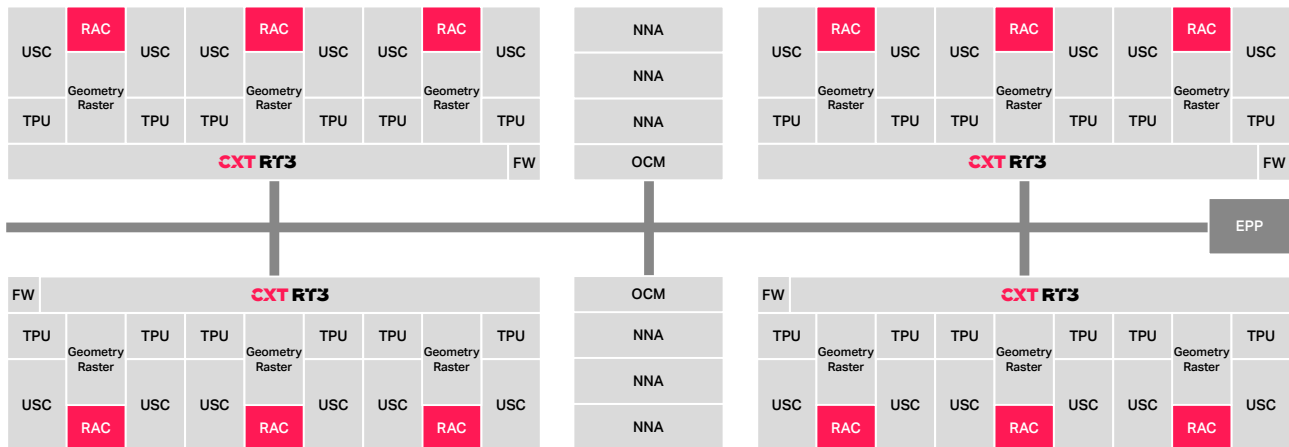 RAC RAC RAC NNA RAC RAC RAC
USC USC USC USC USC USC USC USC USC USC USC USC
NNA
Geometry Geometry Geometry Geometry Geometry Geometry
Raster Raster Raster Raster Raster Raster
TPU TPU TPU TPU TPU TPU NNA TPU TPU TPU TPU TPU TPU
CXT RT3 FW OCM CXT RT3 FW
EPP
FW CXT RT3 OCM FW CXT RT3
TPU TPU TPU TPU TPU TPU NNA TPU TPU TPU TPU TPU TPU
Geometry Geometry Geometry Geometry Geometry Geometry
Raster Raster Raster Raster Raster Raster
NNA
USC USC USC USC USC USC USC USC USC USC USC USC
RAC RAC RAC NNA RAC RAC RAC